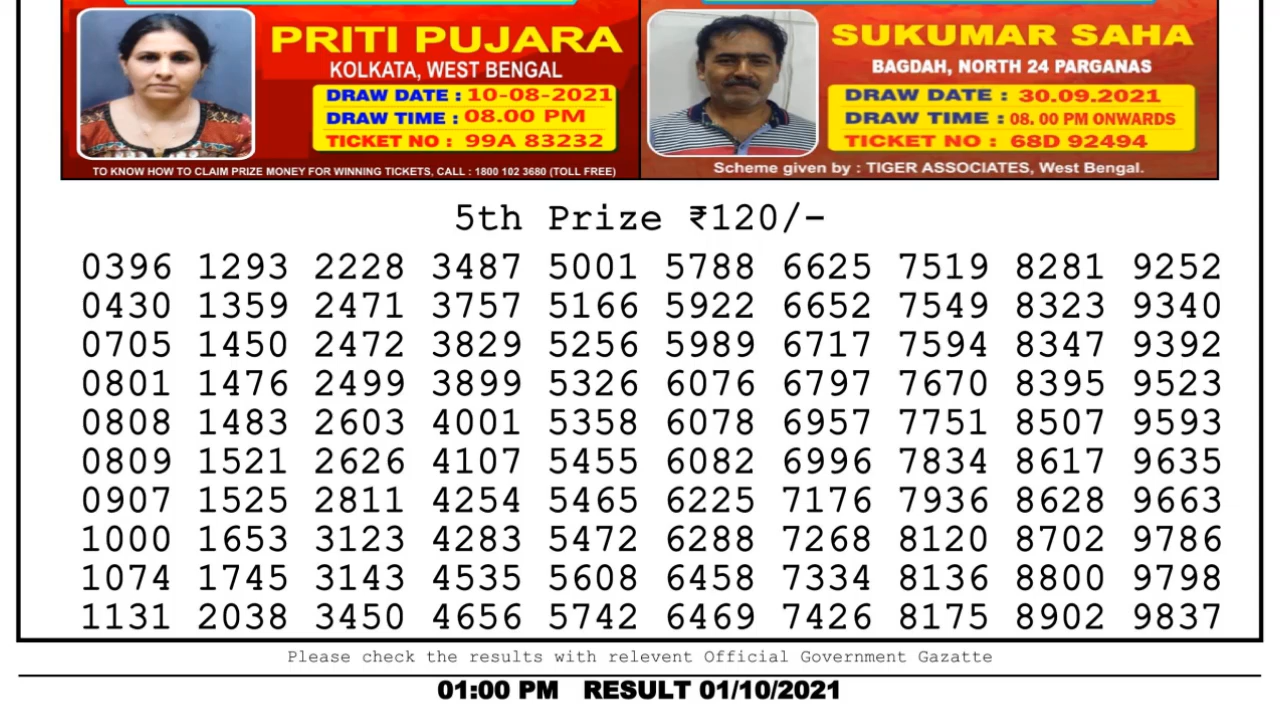 PRITI PUJARA
KOLKATA, WEST BENGAL
DRAW DATE : 10-08-2021
DRAW TIME : 08.00 PM
TICKET NO : 99A 83232
TO KNOW HOW TO CLAIM PRIZE MONEY FOR WINNING TICKETS, CALL : 1800 102 3680 (TOLL FREE)
SUKUMAR SAHA
BAGDAH, NORTH 24 PARGANAS
DRAW DATE : 30.09.2021
DRAW TIME : 08. 00 PM ONWARDS
TICKET NO : 68D 92494
Scheme given by : TIGER ASSOCIATES, West Bengal.
5th Prize ₹120/-
0396 1293 2228 3487 5001 5788 6625 7519 8281 9252
0430 1359 2471 3757 5166 5922 6652 7549 8323 9340
0705 1450 2472 3829 5256 5989 6717 7594 8347 9392
0801 1476 2499 3899 5326 6076 6797 7670 8395 9523
0808 1483 2603 4001 5358 6078 6957 7751 8507 9593
0809 1521 2626 4107 5455 6082 6996 7834 8617 9635
0907 1525 2811 4254 5465 6225 7176 7936 8628 9663
1000 1653 3123 4283 5472 6288 7268 8120 8702 9786
1074 1745 3143 4535 5608 6458 7334 8136 8800 9798
1131 2038 3450 4656 5742 6469 7426 8175 8902 9837
Please check the results with relevent Official Government Gazatte
01:00 PM RESULT 01/10/2021